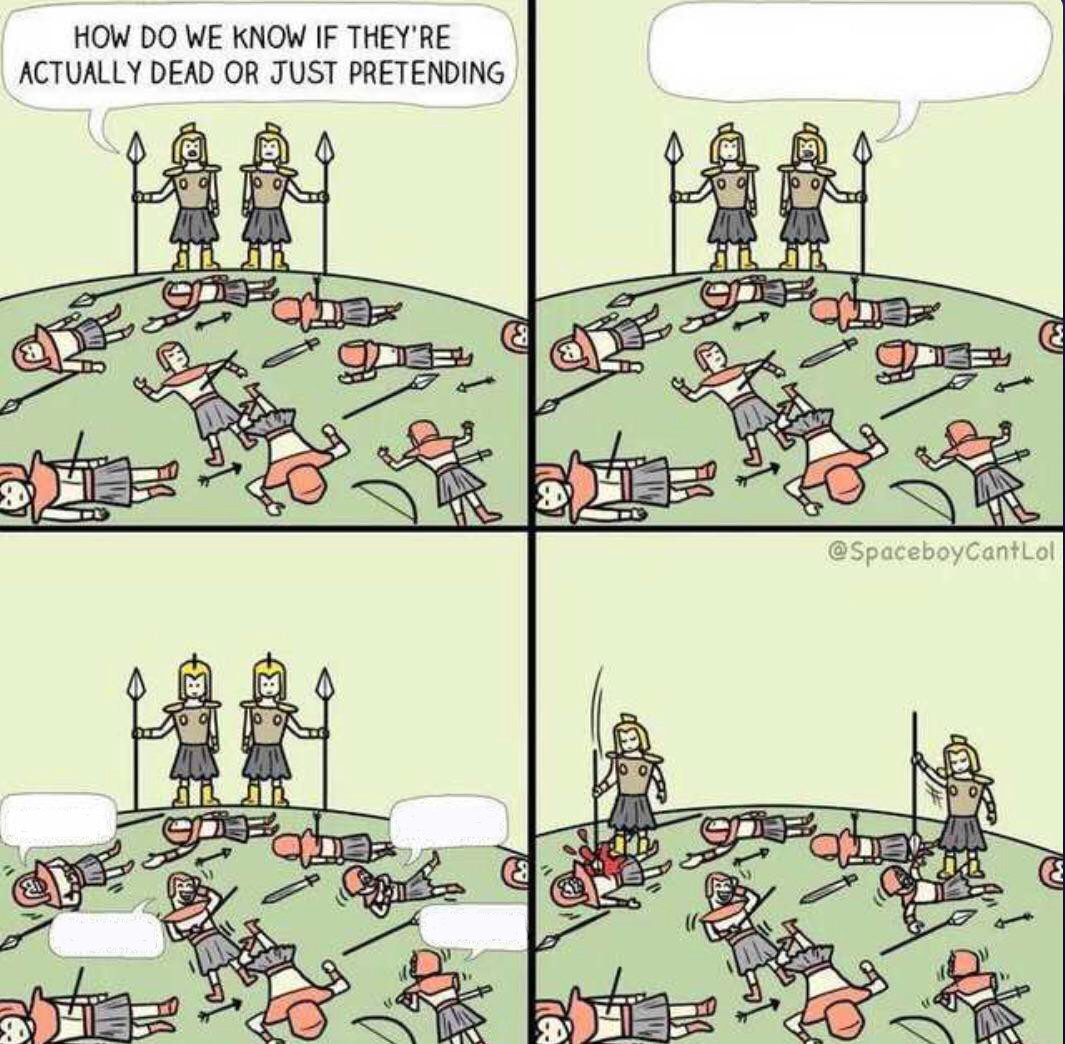 HOW DO WE KNOW IF THEY'RE
ACTUALLY DEAD OR JUST PRETENDING
@SpaceboyCantLol